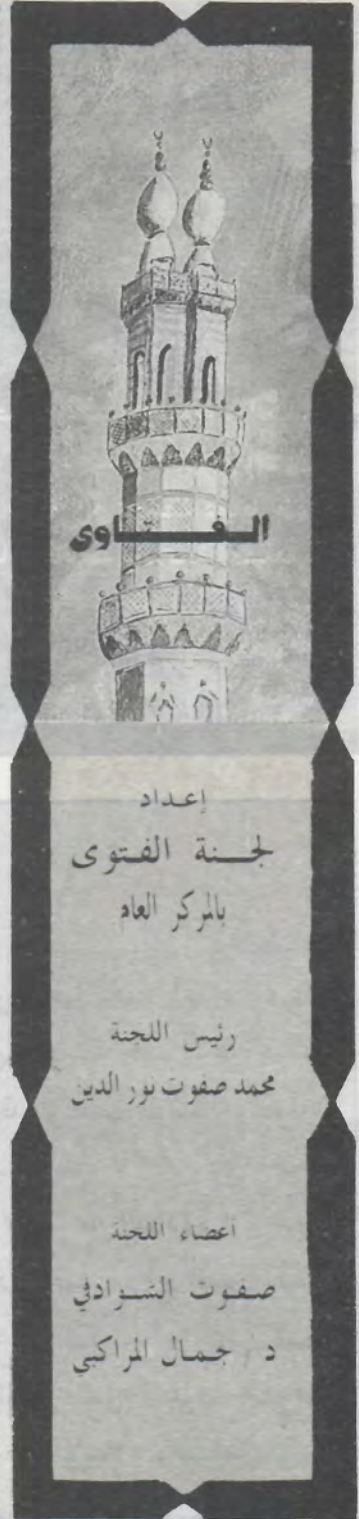 الفتاوى
إعداد
لجنة الفتوى
بالمركز العام
رئيس اللجنة
محمد صفوت نور الدين
أعضاء اللجنة
صفوت الشوادفي
د / جمال المراكبي